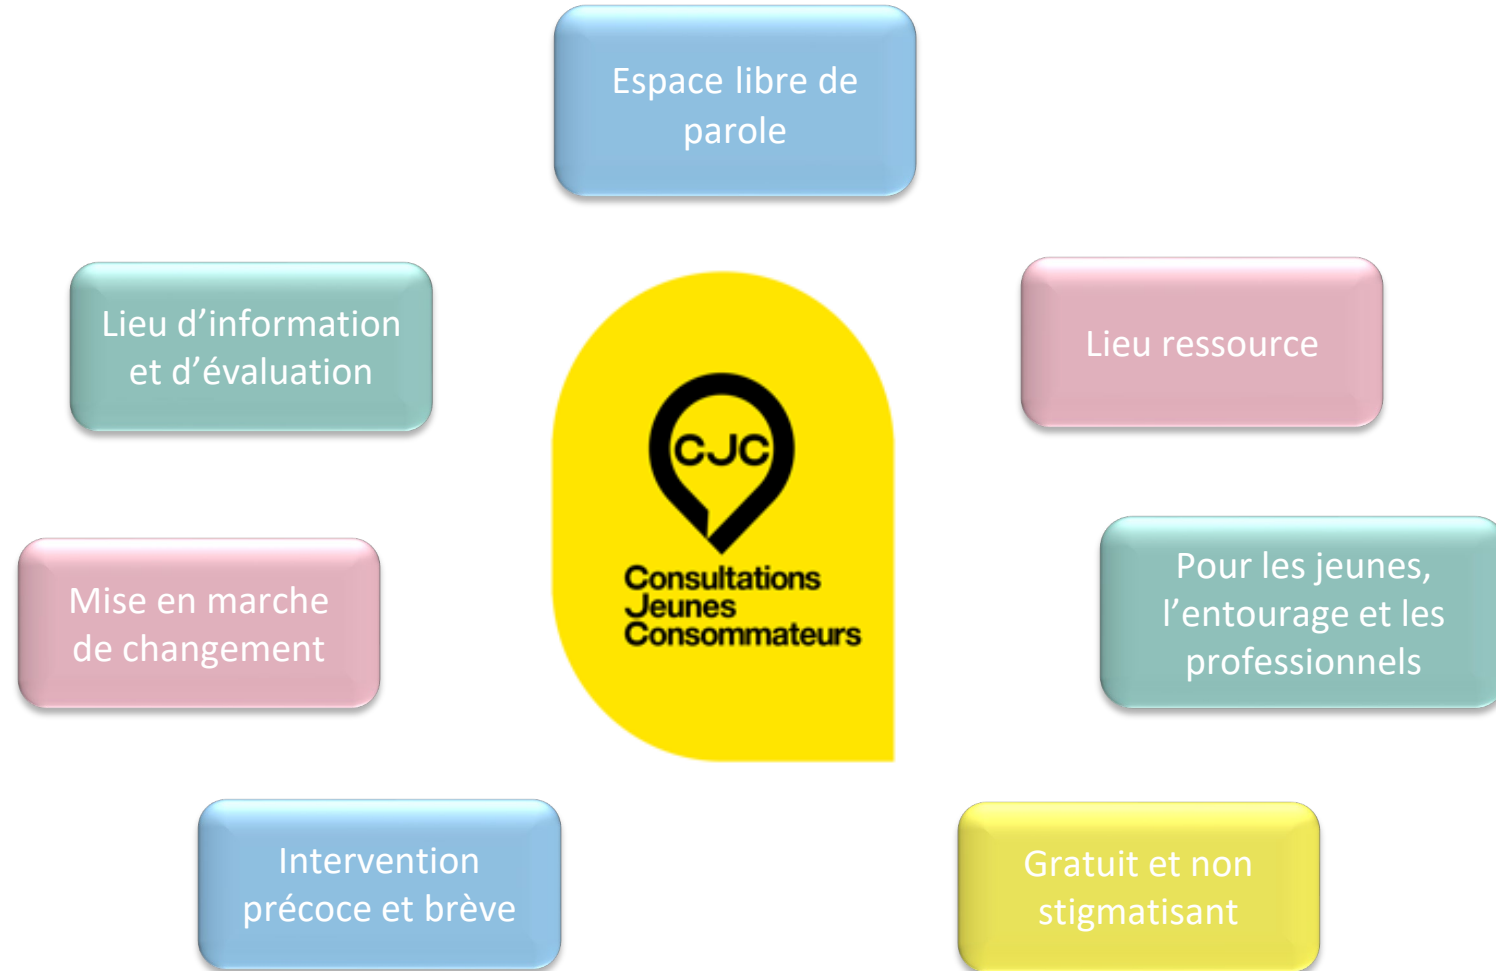 Espace libre de
parole
Lieu d’information
et d’évaluation
Lieu ressource
CJC
Consultations
Jeunes
Consommateurs
Mise en marche
de changement
Pour les jeunes,
l’entourage et les
professionnels
Intervention
précoce et brève
Gratuit et non
stigmatisant